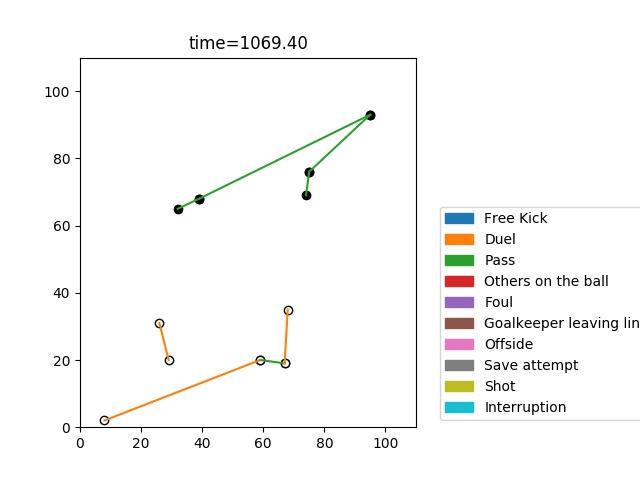 time=1069.40
100
80
60
40
20
0
0 20 40 60 80 100
Free Kick
Duel
Pass
Others on the ball
Foul
Goalkeeper leaving lin
Offside
Save attempt
Shot
Interruption